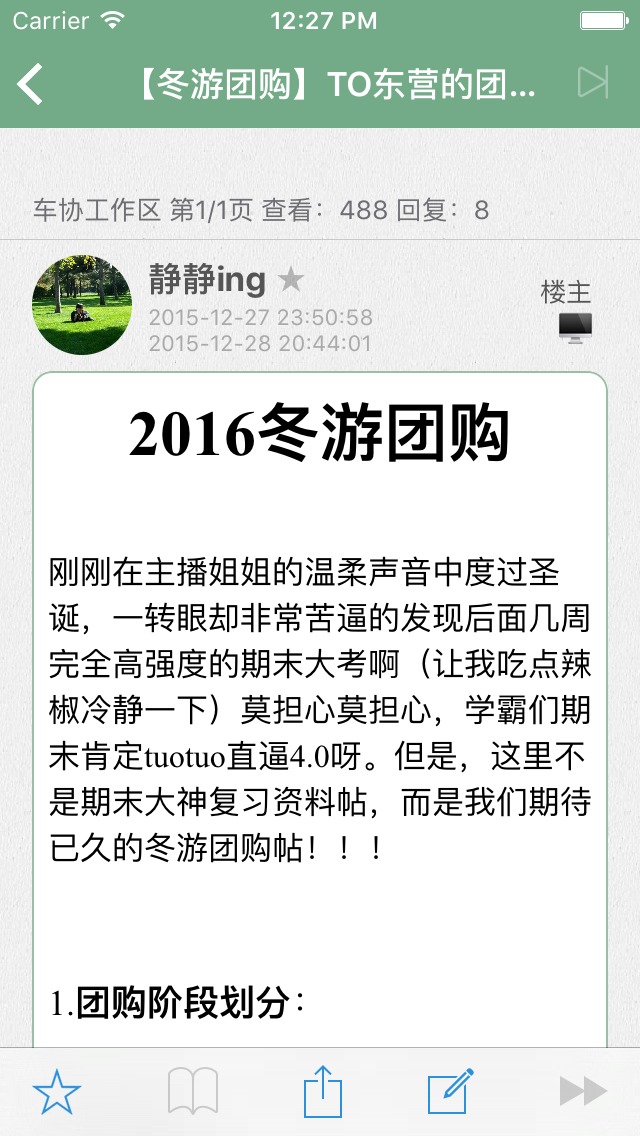 Carrier 12:27 PM
【冬游团购】TO东营的团...
车协工作区 第1/1页 查看：488 回复：8
静静ing
楼主
2015-12-27 23:50:58
2015-12-28 20:44:01
2016冬游团购
刚刚在主播姐姐的温柔声音中度过圣
诞，一转眼却非常苦逼的发现后面几周
完全高强度的期末大考啊（让我吃点辣
椒冷静一下）莫担心莫担心，学霸们期
末肯定tuotuo直逼4.0呀。但是，这里不
是期末大神复习资料帖，而是我们期待
已久的冬游团购帖！！！
1.团购阶段划分：